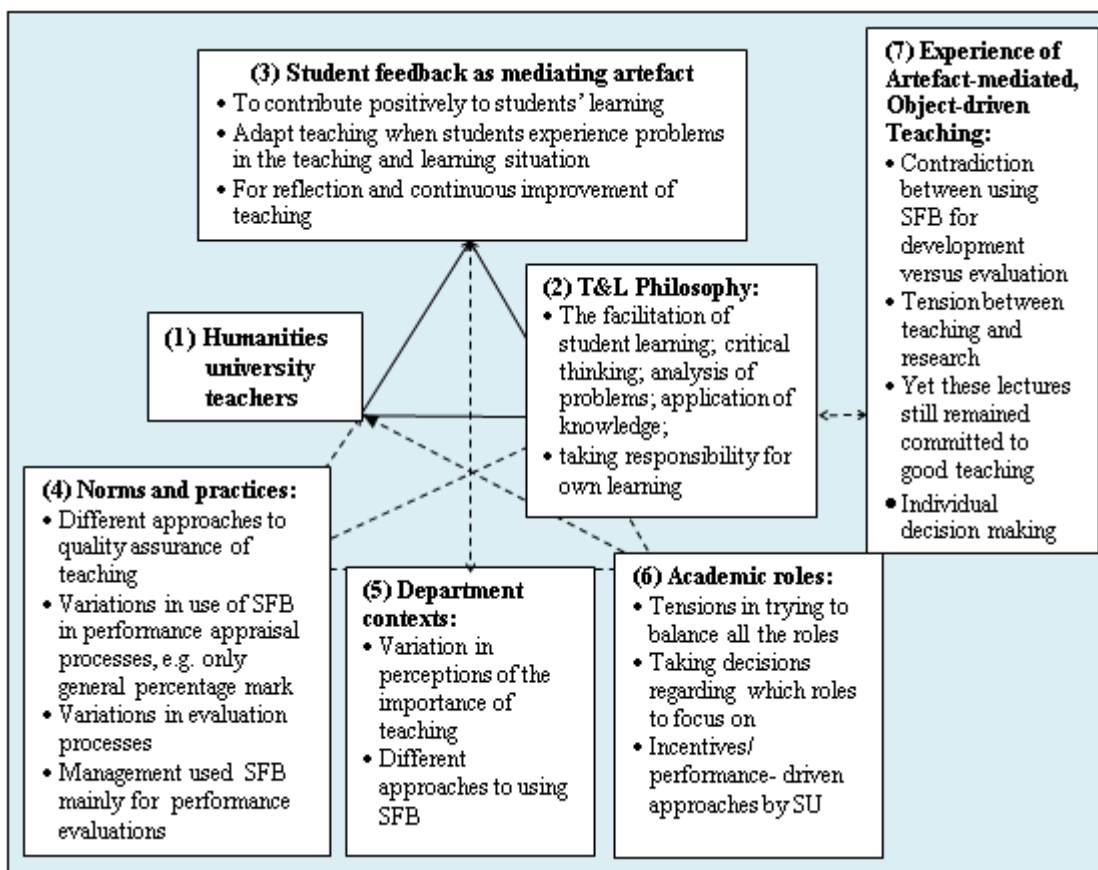 (3) Student feedback as mediating artefact
• To contribute positively to students' learning
• Adapt teaching when students experience problems
in the teaching and learning situation
• For reflection and continuous improvement of
teaching
(7) Experience of
Artefact-mediated,
Object-driven
Teaching:
• Contradiction
between using
SFB for
development
versus evaluation
• Tension between
teaching and
research
• Yet these lectures
still remained
committed to
good teaching
• Individual
decision making
(1) Humanities
university
teachers
(2) T&L Philosophy:
• The facilitation of
student learning; critical
thinking; analysis of
problems; application of
knowledge;
• taking responsibility for
own learning
(4) Norms and practices:
• Different approaches to
quality assurance of
teaching
• Variations in use of SFB
in performance appraisal
processes, e.g. only
general percentage mark
• Variations in evaluation
processes
• Management used SFB
mainly for performance
evaluations
(5) Department
contexts:
• Variation in
perceptions of the
importance of
teaching
• Different
approaches to using
SFB
(6) Academic roles:
• Tensions in trying to
balance all the roles
• Taking decisions
regarding which roles
to focus on
• Incentives/
performance- driven
approaches by SU